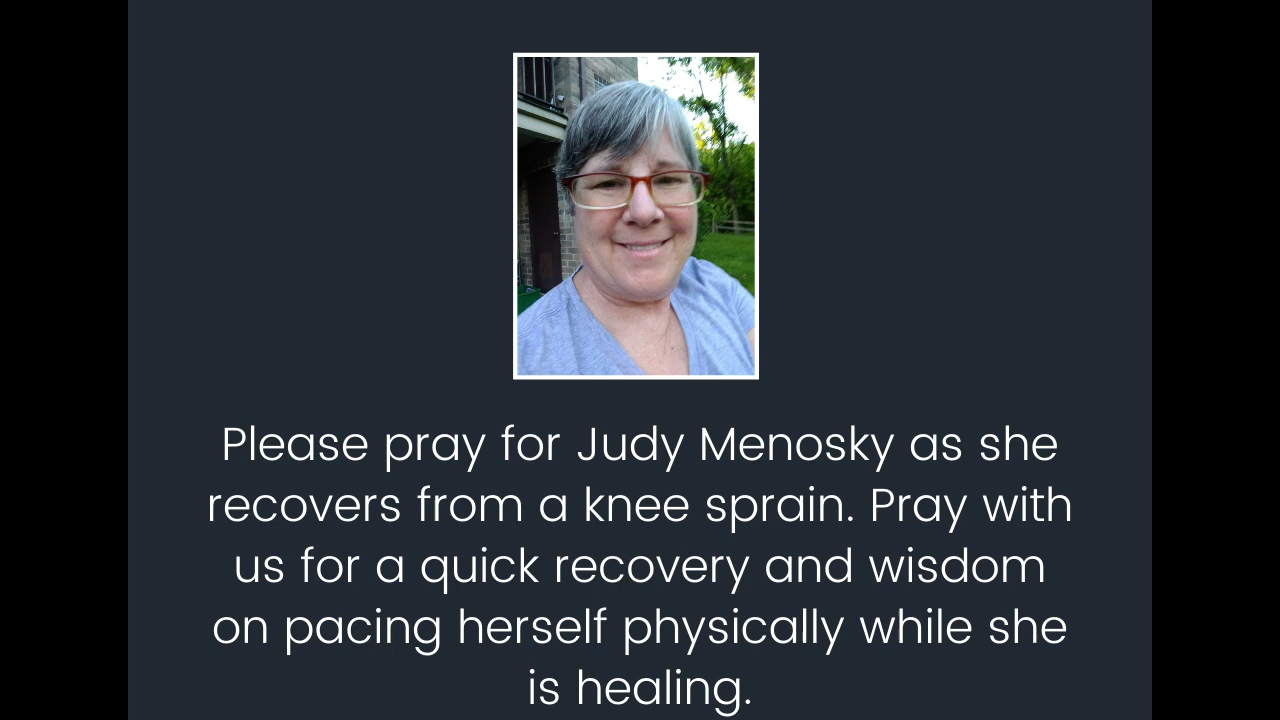 Please pray for Judy Menosky as she
recovers from a knee sprain. Pray with
us for a quick recovery and wisdom
on pacing herself physically while she
is healing.